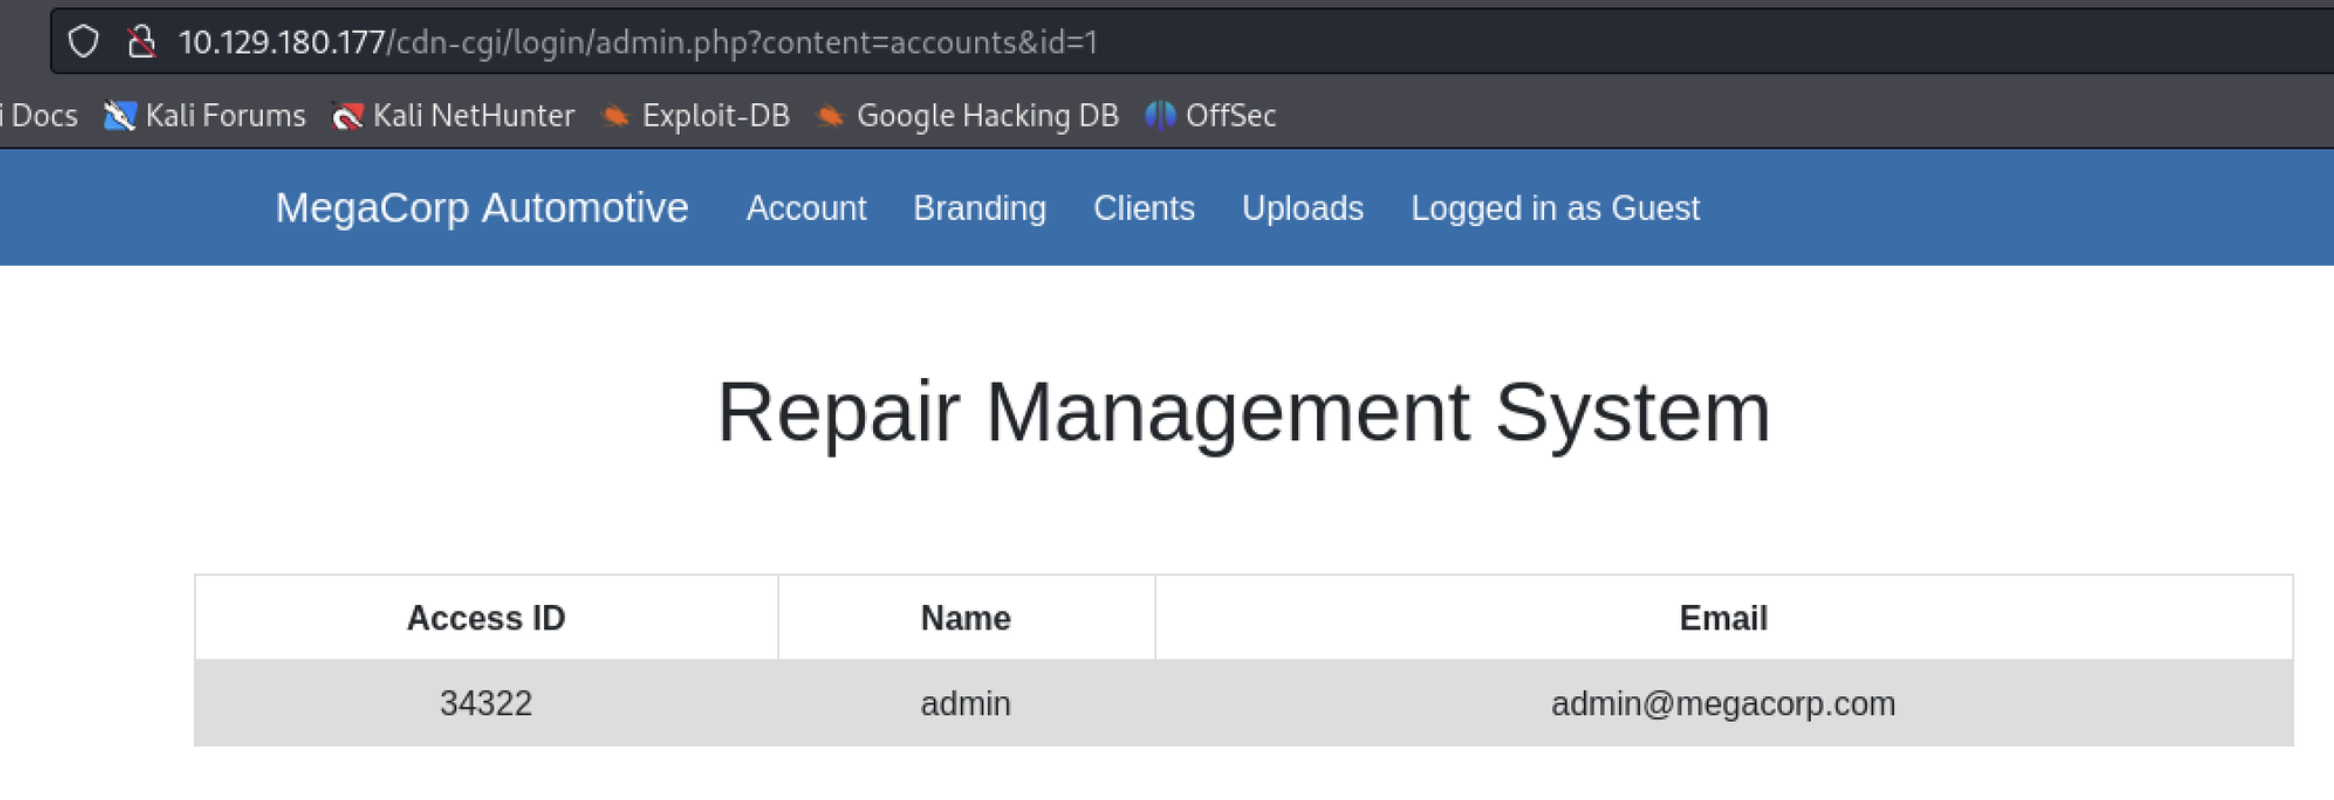 10.129.180.177/cdn-cgi/login/admin.php?content=accounts&id=1
i Docs Kali Forums Kali NetHunter Exploit-DB Google Hacking DB OffSec
MegaCorp Automotive Account Branding Clients Uploads Logged in as Guest
Repair Management System
Access ID Name Email
34322 admin admin@megacorp.com